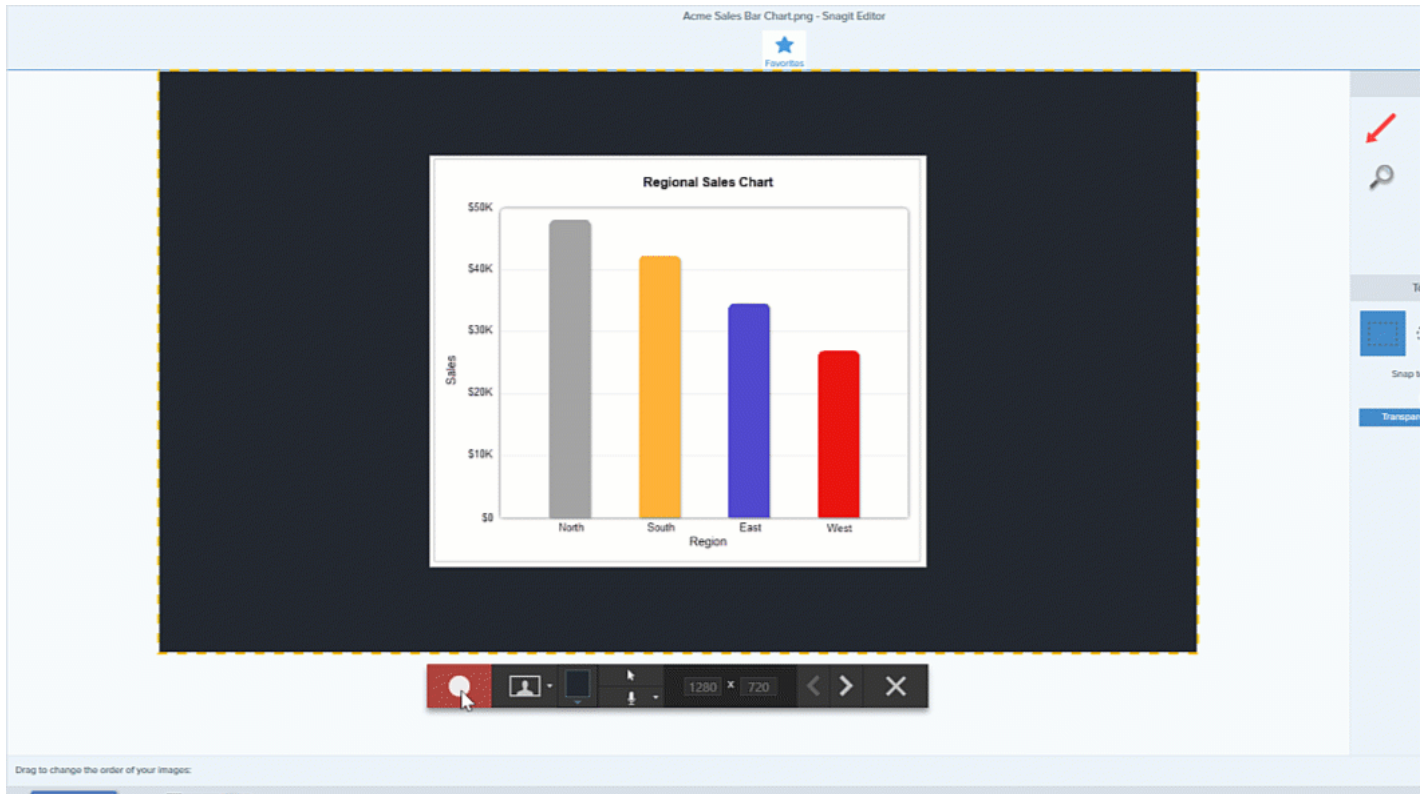 Acme Sales Bar Chart.png - Snagit Editor
Favorites
Regional Sales Chart
$50K
$40K
$30K
$20K
$10K
$0
Sales
North South East West
Region
Snap
1280 x 720
Drag to change the order of your images: